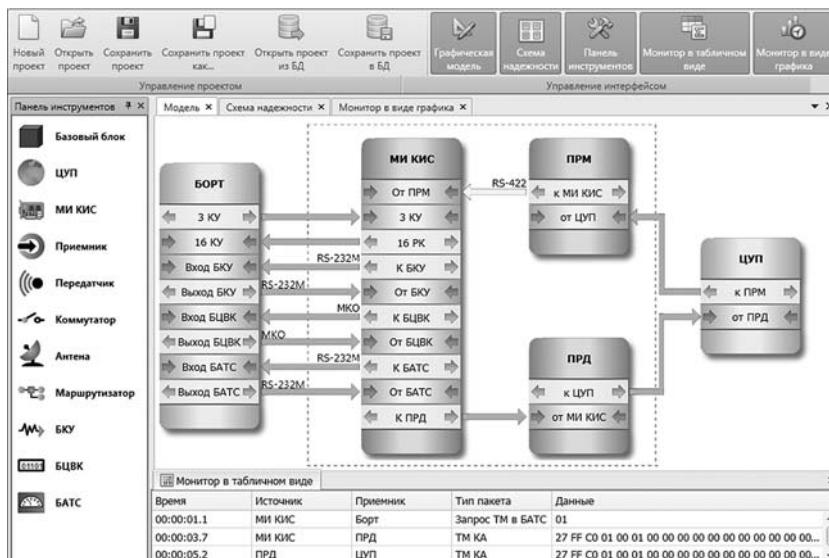 Новый проект
Открыть проект
Сохранить проект
Сохранить проект как...
Открыть проект из БД
Сохранить проект в БД
Графическая модель
Схема надежности
Панель инструментов
Монитор в табличном виде
Монитор в виде графика
Управление проектом
Управление интерфейсом
Панель инструментов
Модель
Схема надежности
Монитор в виде графика
Базовый блок
ЦУП
МИ КИС
Приемник
Передатчик
Коммутатор
Антена
Маршрутизатор
БКУ
БЦВК
БАТС
БОРТ
3 КУ
16 КУ
Вход БКУ
Выход БКУ
Вход БЦВК
Выход БЦВК
Вход БАТС
Выход БАТС
RS-232М
RS-232М
МКО
МКО
RS-232М
RS-232М
МИ КИС
От ПРМ
3 КУ
16 РК
К БКУ
От БКУ
К БЦВК
От БЦВК
К БАТС
От БАТС
К ПРД
RS-422
ПРМ
к МИ КИС
от ЦУП
ПРД
к ЦУП
от МИ КИС
ЦУП
к ПРМ
от ПРД
Монитор в табличном виде
Время Источник Приемник Тип пакета Данные
00:00:01.1 МИ КИС Борт Запрос ТМ в БАТС 01
00:00:03.7 МИ КИС ПРД ТМ КА 27 FF C0 01 00 01 00 00 00 00 00 00 00 00 00...
00:00:05.2 ПРД ЦУП ТМ КА 27 FF C0 01 00 01 00 00 00 00 00 00 00 00 00...